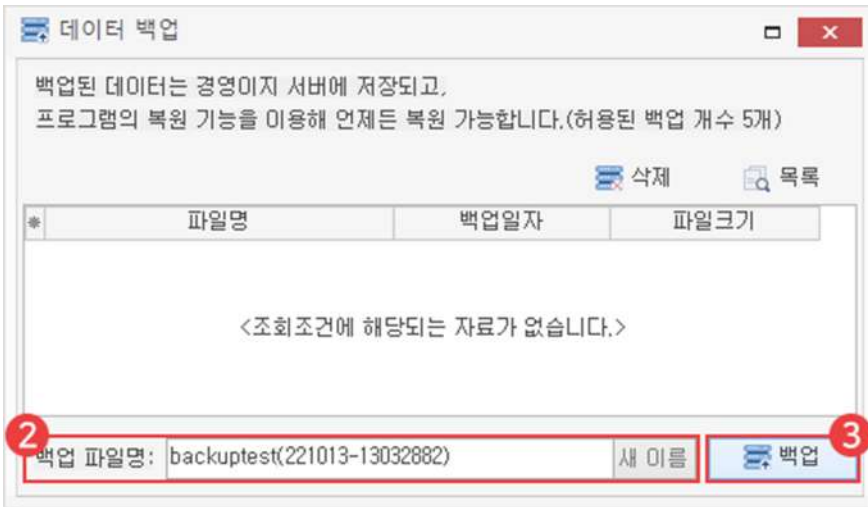 데이터 백업
백업된 데이터는 경영이지 서버에 저장되고,
프로그램의 복원 기능을 이용해 언제든 복원 가능합니다.(허용된 백업 개수 5개)
삭제 목록
* 파일명 백업일자 파일크기
<조회조건에 해당되는 자료가 없습니다.>
2 3
백업 파일명: backuptest(221013-13032882) 새 이름 백업